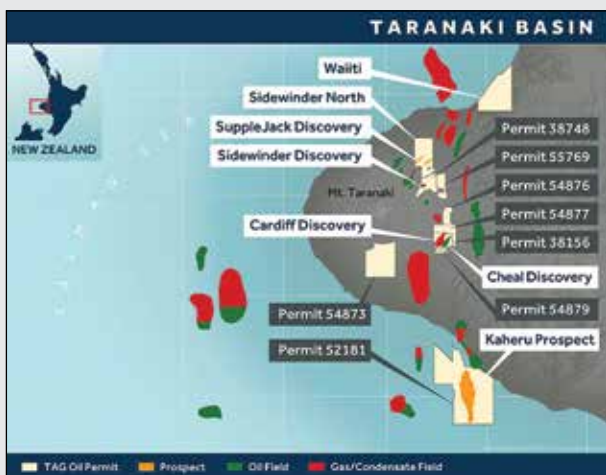 TARANAKI BASIN
NEW ZEALAND
Waiiti
Sidewinder North
SuppleJack Discovery
Sidewinder Discovery
Mt. Taranaki
Cardiff Discovery
Permit 38748
Permit 55769
Permit 54876
Permit 54877
Permit 38156
Cheal Discovery
Permit 54879
Permit 54873
Permit 52181
Kaheru Prospect
TAG Oil Permit
Prospect
Oil Field
Gas/Condensate Field